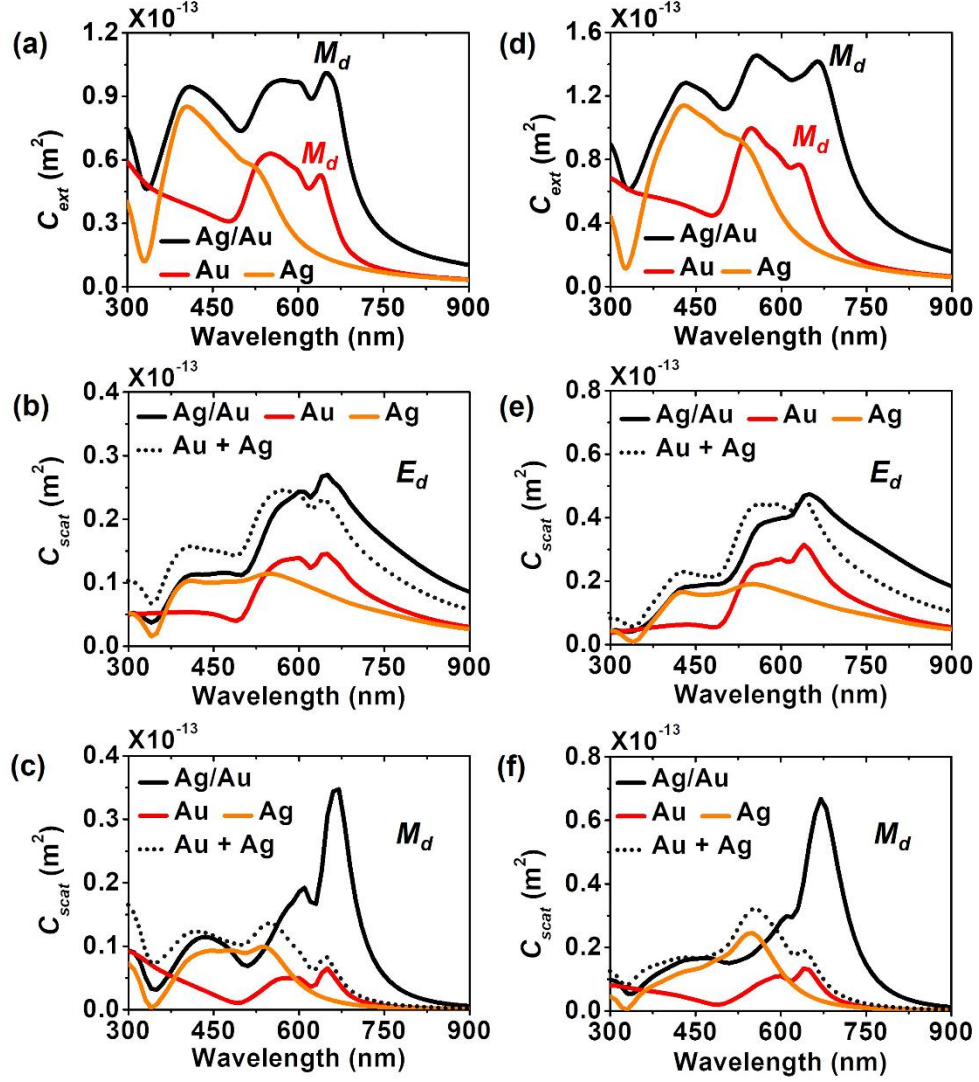 (a)
X10⁻¹³
1.2
0.9
0.6
0.3
0.0
C_ext (m²)
M_d
M_d
Ag/Au
Au Ag
300 450 600 750 900
Wavelength (nm)
(d)
X10⁻¹³
1.6
1.2
0.8
0.4
0.0
C_ext (m²)
M_d
M_d
Ag/Au
Au Ag
300 450 600 750 900
Wavelength (nm)
(b)
X10⁻¹³
0.4
0.3
0.2
0.1
0.0
C_scat (m²)
Ag/Au Au Ag
Au + Ag
E_d
300 450 600 750 900
Wavelength (nm)
(e)
X10⁻¹³
0.8
0.6
0.4
0.2
0.0
C_scat (m²)
Ag/Au Au Ag
Au + Ag
E_d
300 450 600 750 900
Wavelength (nm)
(c)
X10⁻¹³
0.4
0.3
0.2
0.1
0.0
C_scat (m²)
Ag/Au
Au Ag
Au + Ag
M_d
300 450 600 750 900
Wavelength (nm)
(f)
X10⁻¹³
0.8
0.6
0.4
0.2
0.0
C_scat (m²)
Ag/Au
Au Ag
Au + Ag
M_d
300 450 600 750 900
Wavelength (nm)